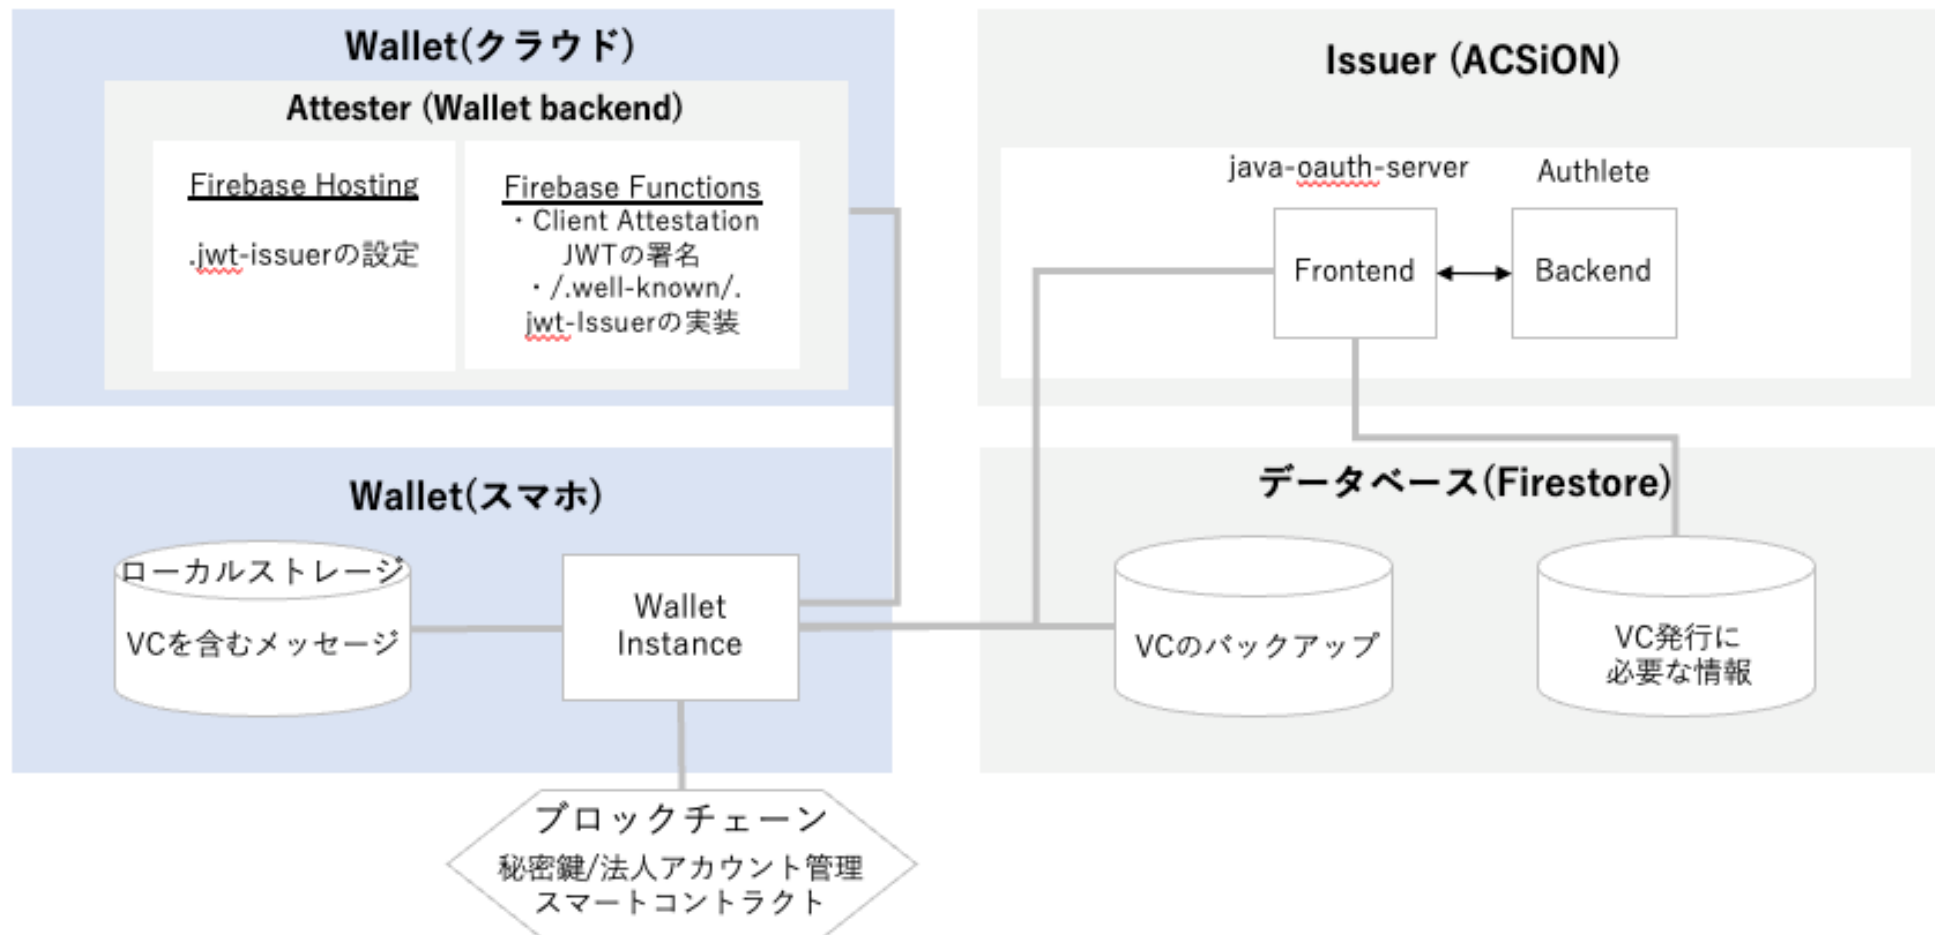 Wallet(クラウド)
Attester (Wallet backend)
Firebase Hosting
.jwt-issuerの設定
Firebase Functions
・Client Attestation
JWTの署名
・/.well-known/.
jwt-Issuerの実装
Issuer (ACSiON)
java-oauth-server
Authlete
Frontend
Backend
Wallet(スマホ)
ローカルストレージ
VCを含むメッセージ
Wallet
Instance
データベース(Firestore)
VCのバックアップ
VC発行に
必要な情報
ブロックチェーン
秘密鍵/法人アカウント管理
スマートコントラクト